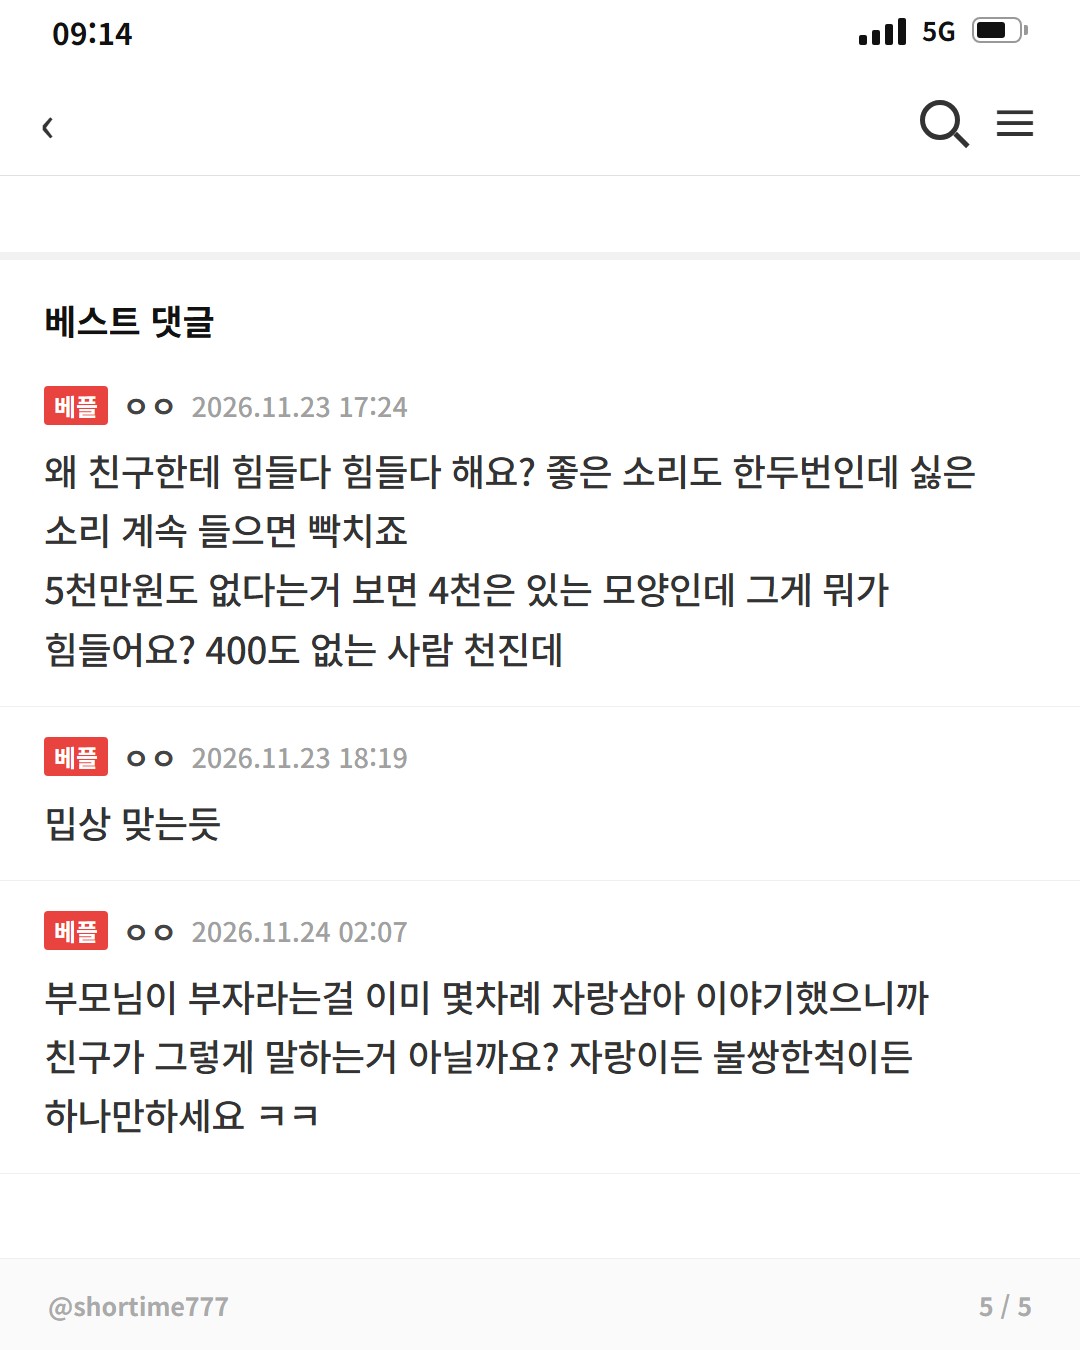 09:14
5G
베스트 댓글
베플 ㅇㅇ 2026.11.23 17:24
왜 친구한테 힘들다 힘들다 해요? 좋은 소리도 한두번인데 싫은
소리 계속 들으면 빡치죠
5천만원도 없다는거 보면 4천은 있는 모양인데 그게 뭐가
힘들어요? 400도 없는 사람 천진데
베플 ㅇㅇ 2026.11.23 18:19
밉상 맞는듯
베플 ㅇㅇ 2026.11.24 02:07
부모님이 부자라는걸 이미 몇차례 자랑삼아 이야기했으니까
친구가 그렇게 말하는거 아닐까요? 자랑이든 불쌍한척이든
하나만하세요 ㅋㅋ
@shortime777
5 / 5